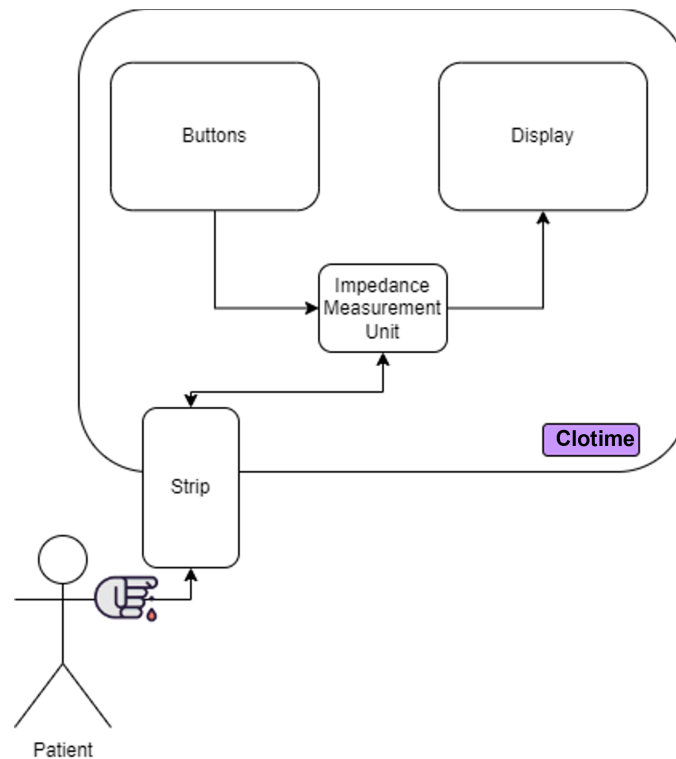 Buttons
Display
Impedance
Measurement
Unit
Clotime
Strip
Patient